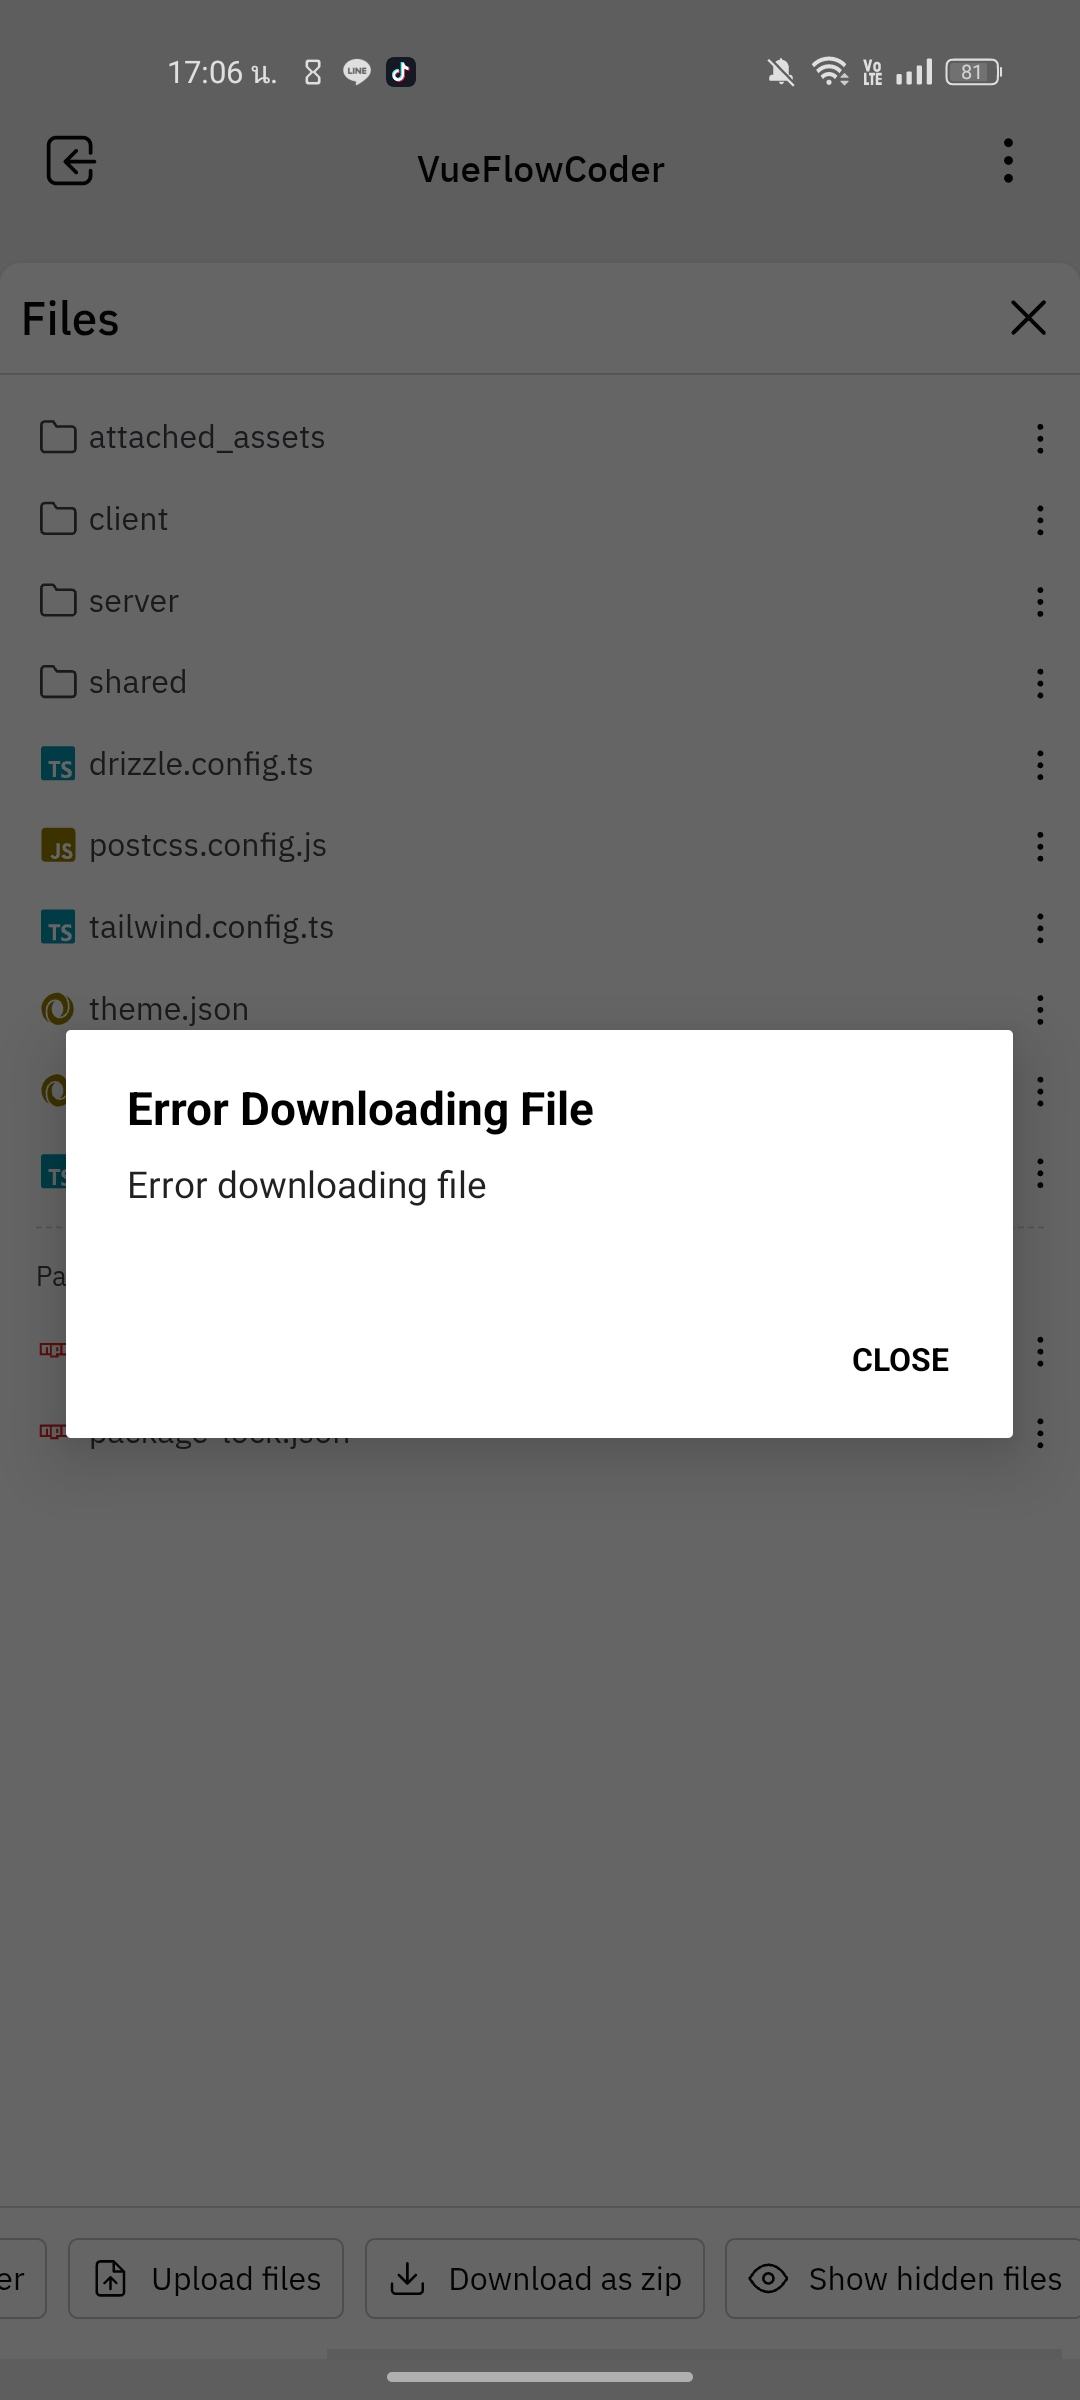 17:06 น.
LINE
Vo
LTE
81
VueFlowCoder
Files
attached_assets
client
server
shared
TS drizzle.config.ts
JS postcss.config.js
TS tailwind.config.ts
theme.json
Error Downloading File
Error downloading file
TS
Pa
CLOSE
package-lock.json
er
Upload files
Download as zip
Show hidden files